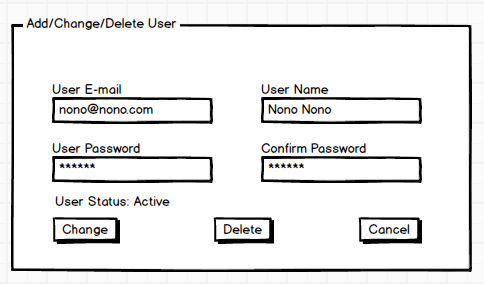 Add/Change/Delete User
User E-mail User Name
nono@nono.com Nono Nono
User Password Confirm Password
****** ******
User Status: Active
Change Delete Cancel